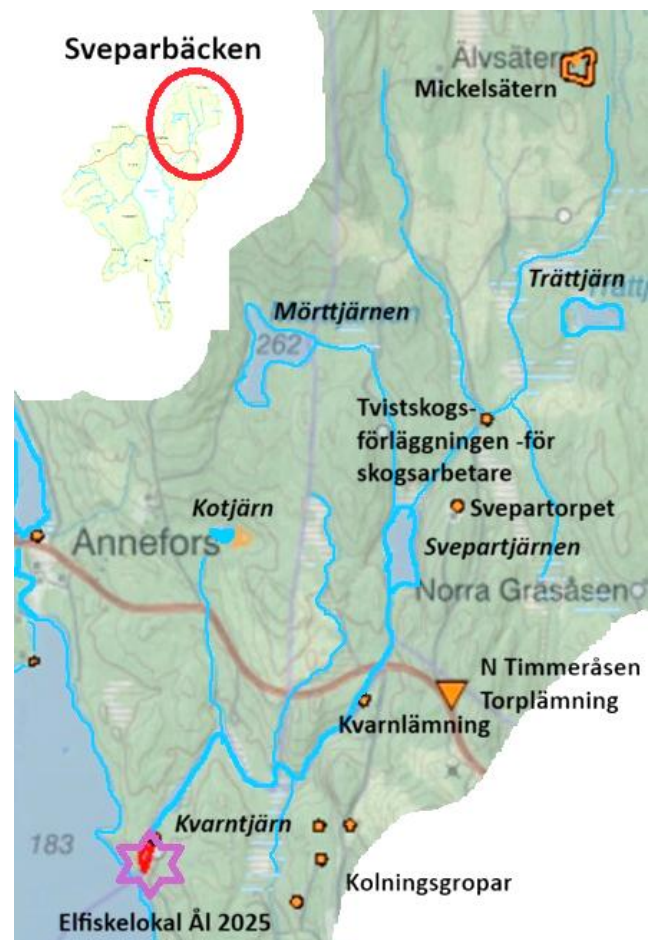 Sveparbäcken
Älvsätern
Mickelsätern
Trättjärn
Mörttjärnen
262
Tvistskogs-
förläggningen -för
skogsarbetare
Kotjärn
Svepartorpet
Annefors
Svepartjärnen
Norra Gräsåsen
N Timmeråsen
Torplämning
Kvarnlämning
Kvarntjärn
183
Kolningsgropar
Elfiskelokal Ål 2025